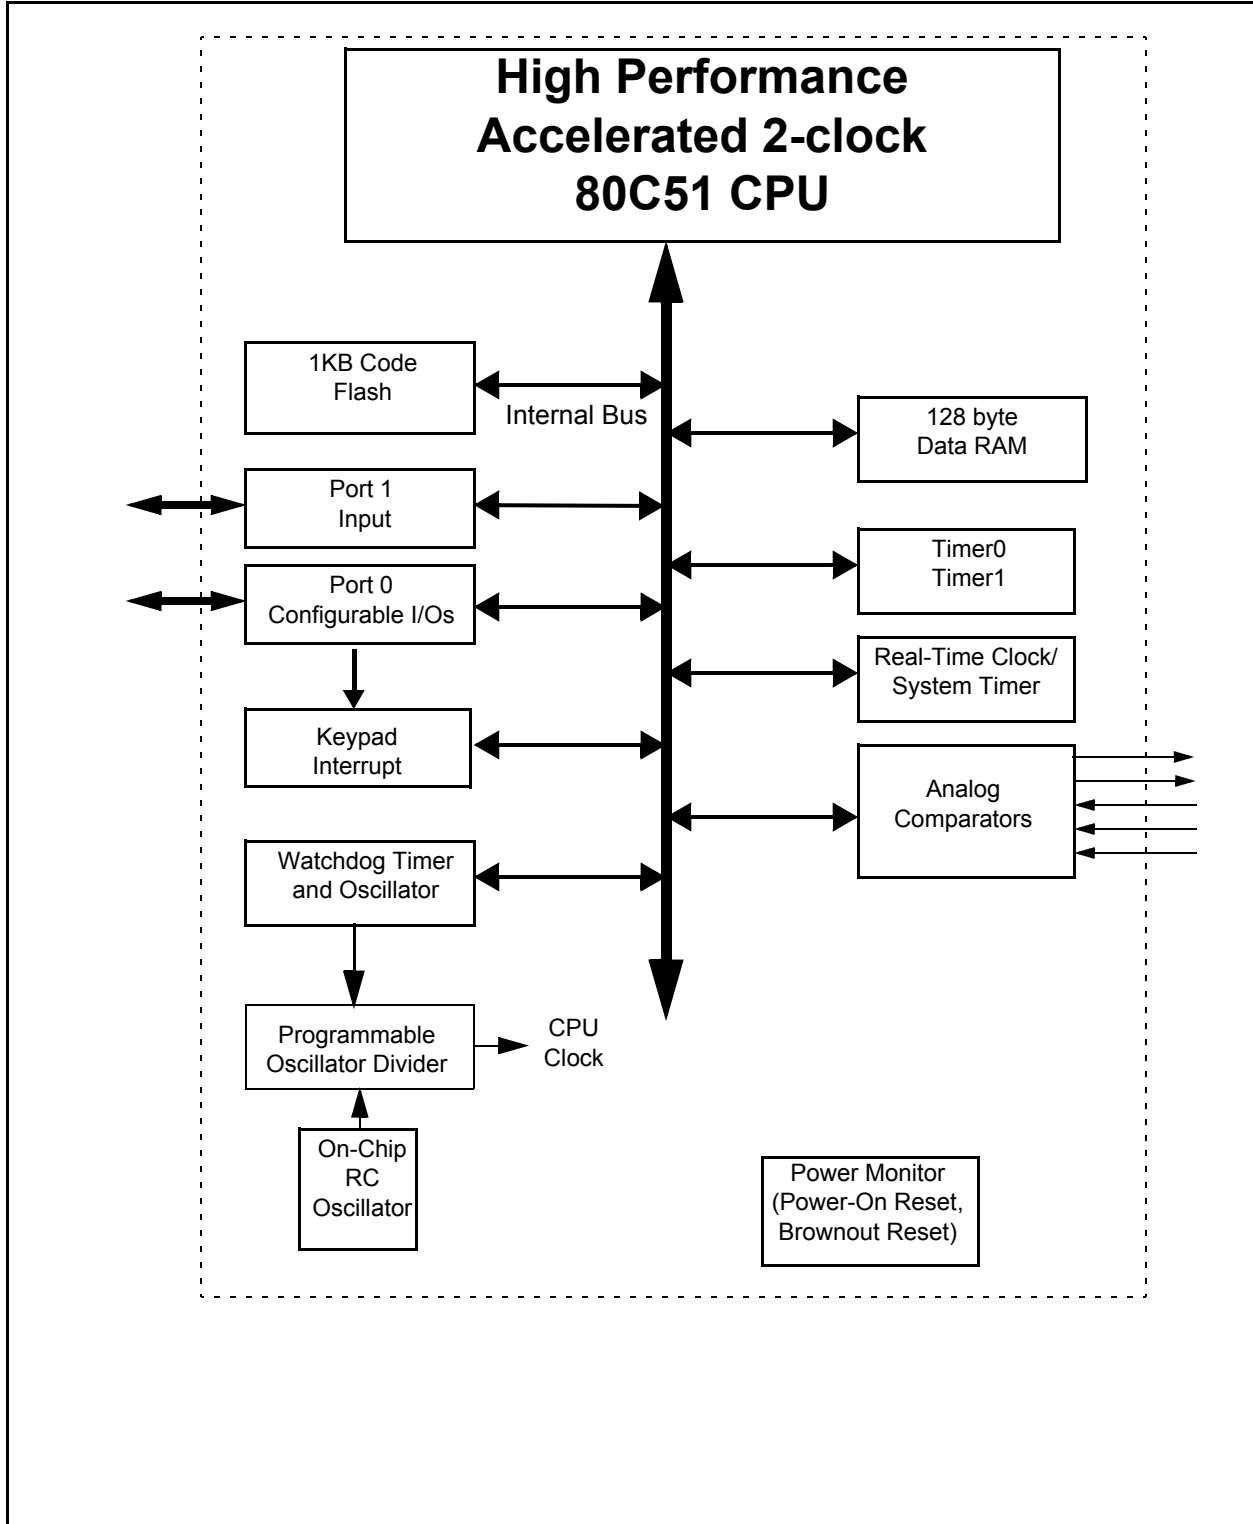 High Performance
Accelerated 2-clock
80C51 CPU
1KB Code
Flash
Internal Bus
128 byte
Data RAM
Port 1
Input
Timer0
Timer1
Port 0
Configurable I/Os
Real-Time Clock/
System Timer
Keypad
Interrupt
Analog
Comparators
Watchdog Timer
and Oscillator
Programmable
Oscillator Divider
CPU
Clock
On-Chip
RC
Oscillator
Power Monitor
(Power-On Reset,
Brownout Reset)